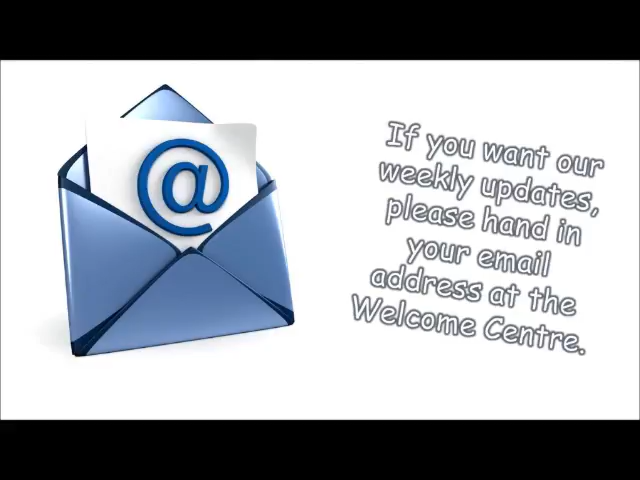 @
If you want our
weekly updates,
please hand in
your email
address at the
Welcome Centre.